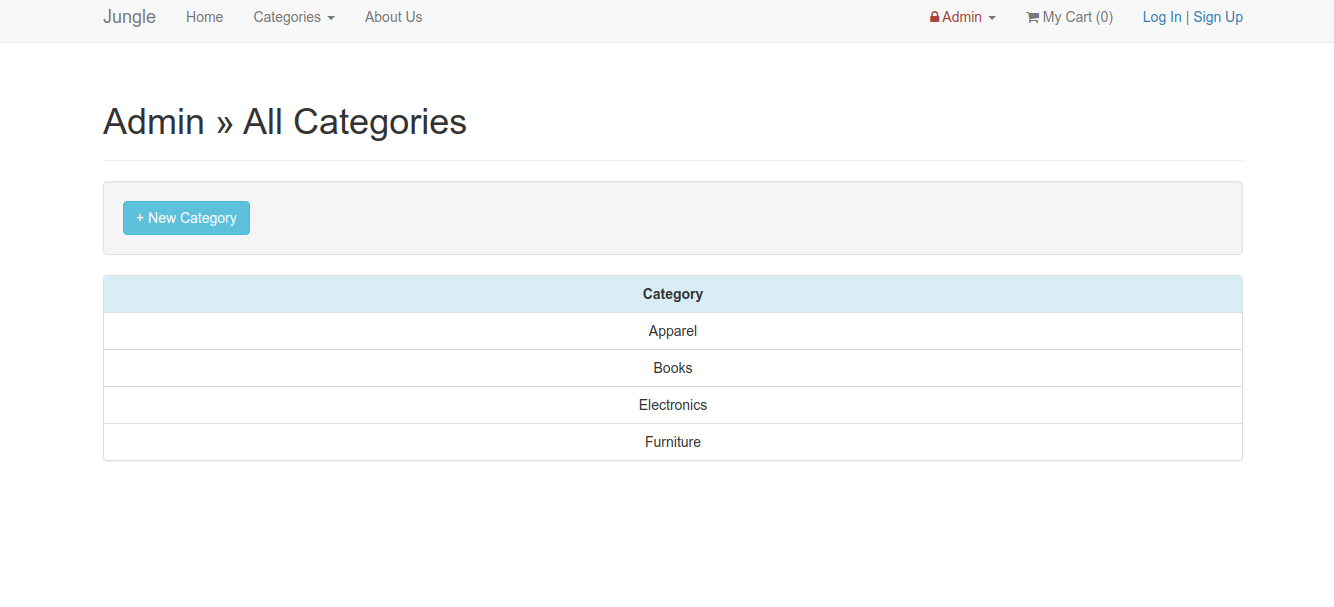 Jungle Home Categories About Us Admin My Cart (0) Log In | Sign Up
Admin » All Categories
+ New Category
Category
Apparel
Books
Electronics
Furniture